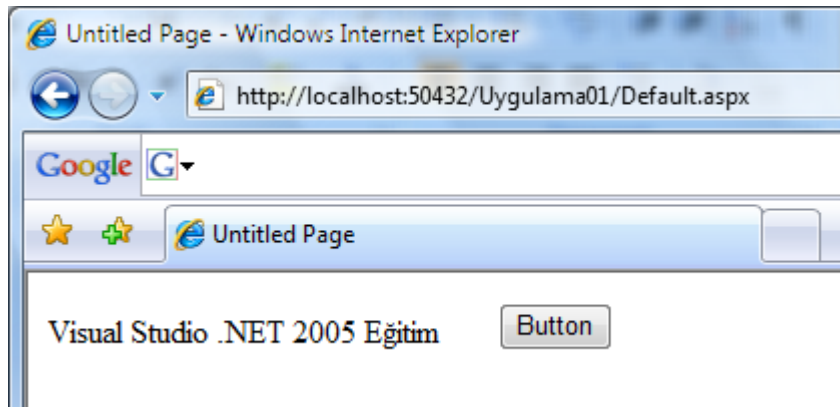 Untitled Page - Windows Internet Explorer
http://localhost:50432/Uygulama01/Default.aspx
Google G
Untitled Page
Visual Studio .NET 2005 Eğitim Button